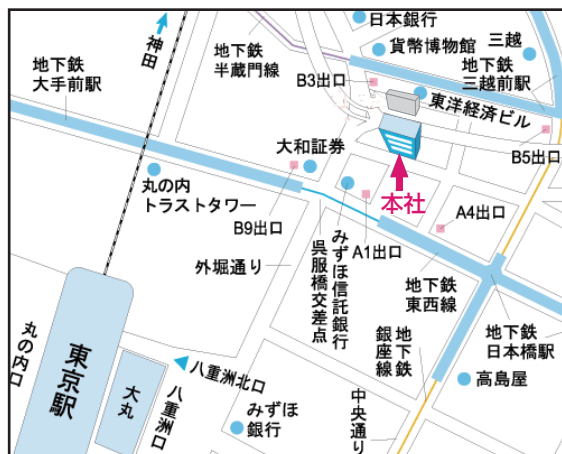 日本銀行
神田
地下鉄
半蔵門線
貨幣博物館
三越
地下鉄
大手前駅
地下鉄
三越前駅
B3出口
東洋経済ビル
大和証券
B5出口
丸の内
トラストタワー
本社
A4出口
B9出口
A1出口
外堀通り
呉服橋交差点
みずほ信託銀行
地下鉄
東西線
地下鉄
日本橋駅
丸の内口
東京駅
大丸
八重洲口
八重洲北口
地下鉄
銀座線
高島屋
みずほ
銀行
中央通り